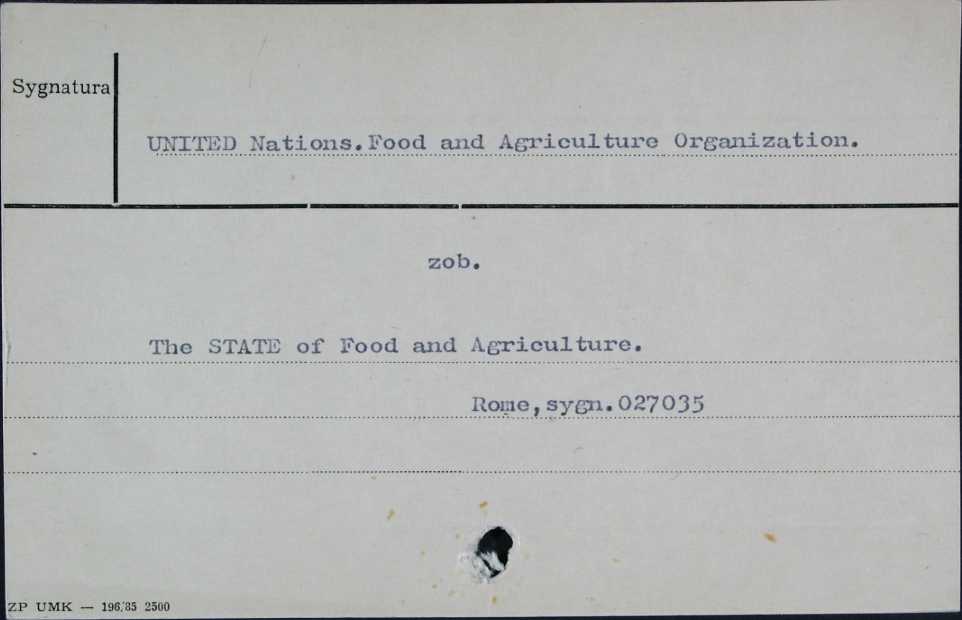 Sygnatura
UNITED Nations.Food and Agriculture Organization.
zob.
The STATE of Food and Agriculture.
Rome,sygn.027035
ZP UMK — 196/85 2500